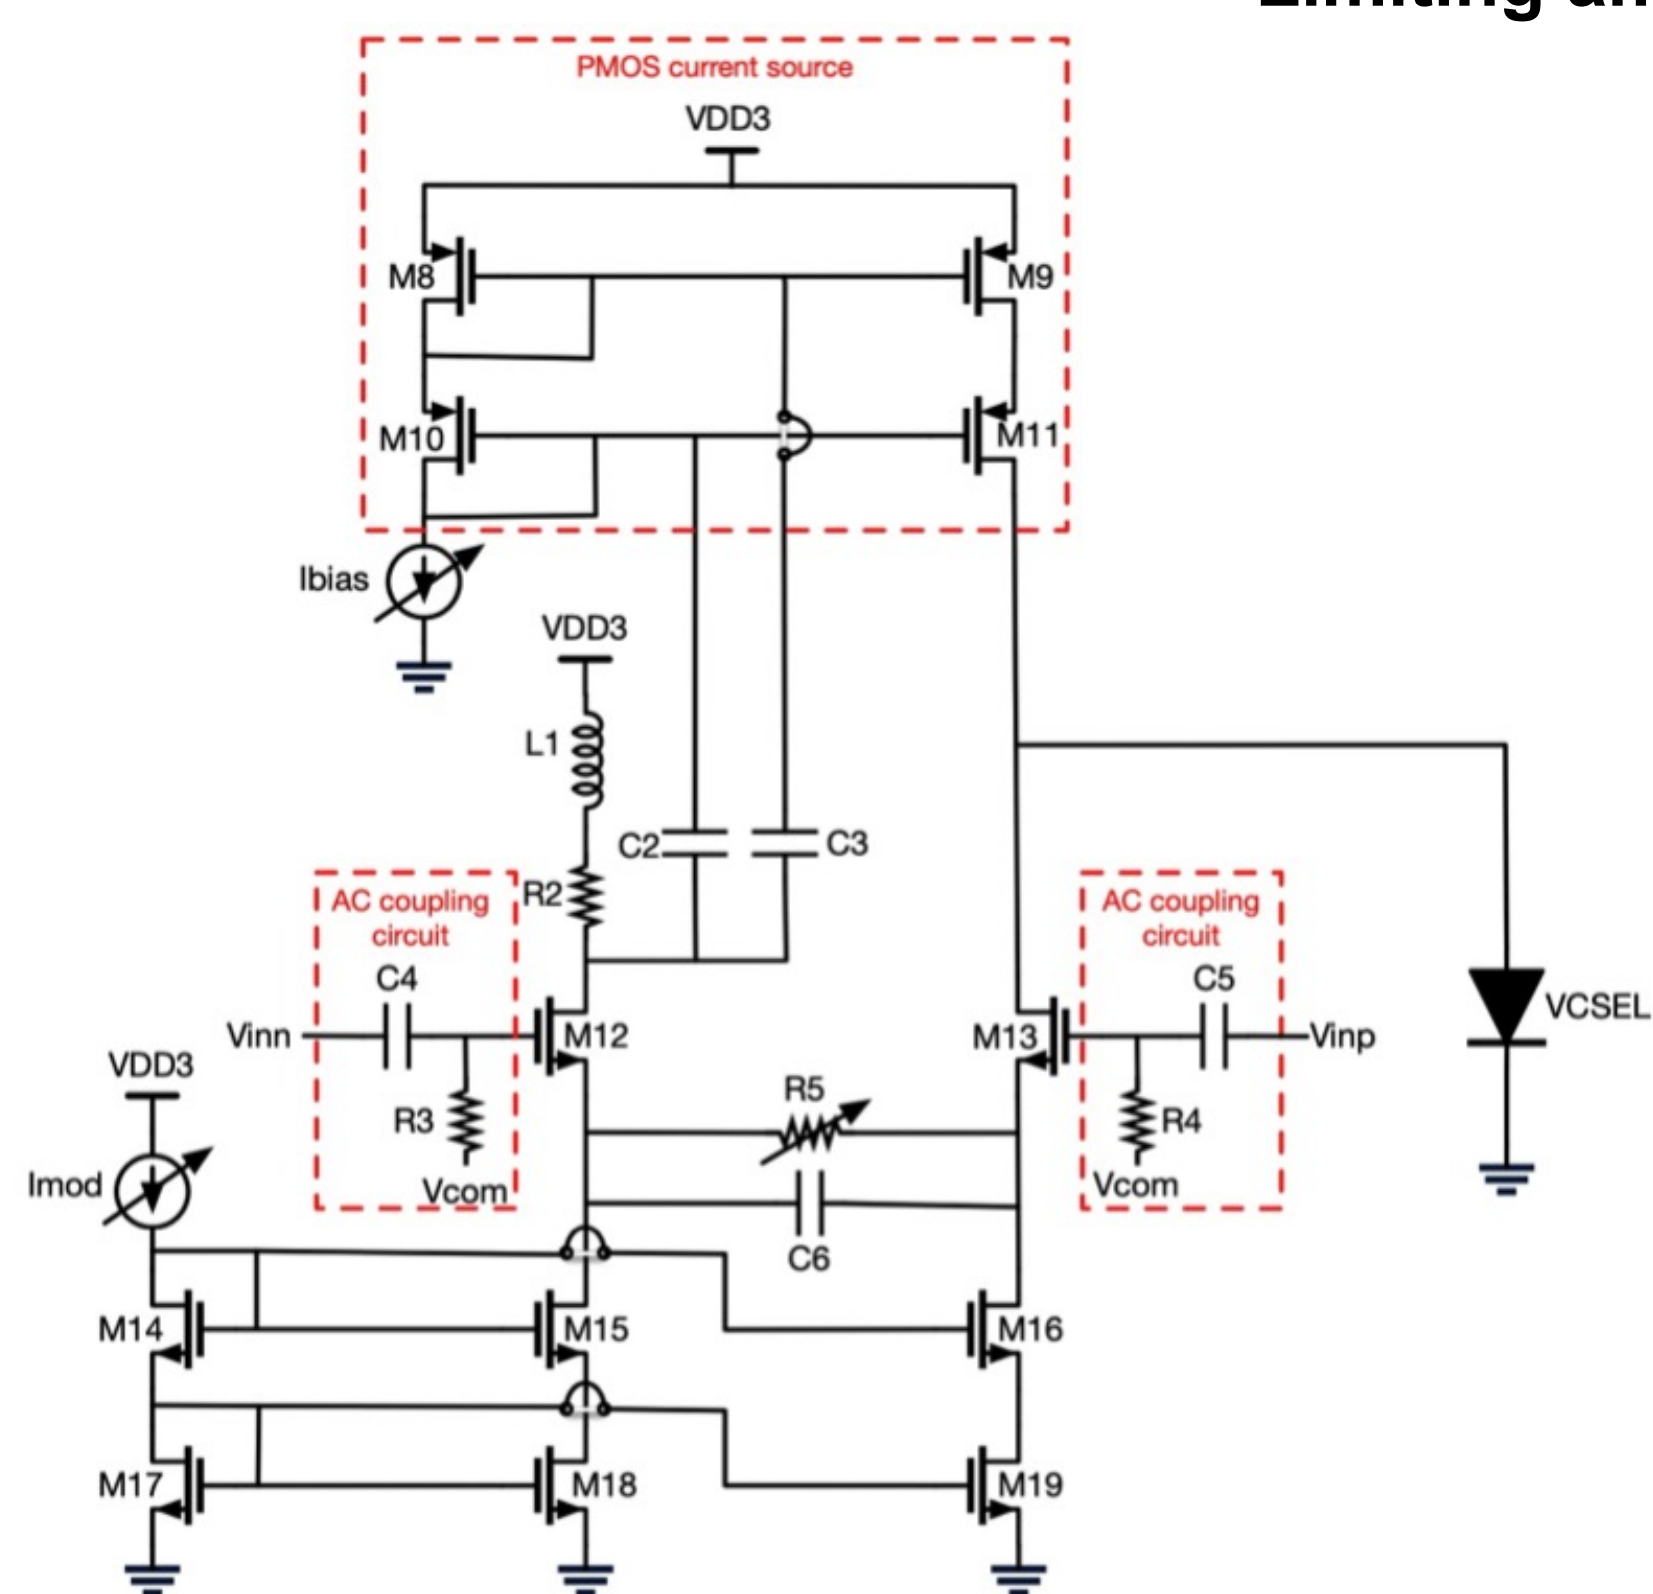 PMOS current source
VDD3
M8
M9
M10
M11
Ibias
VDD3
L1
C2
C3
R2
AC coupling
circuit
AC coupling
circuit
C4
C5
Vinn
M12
M13
Vinp
VCSEL
VDD3
R5
R3
R4
Imod
Vcom
Vcom
C6
M14
M15
M16
M17
M18
M19